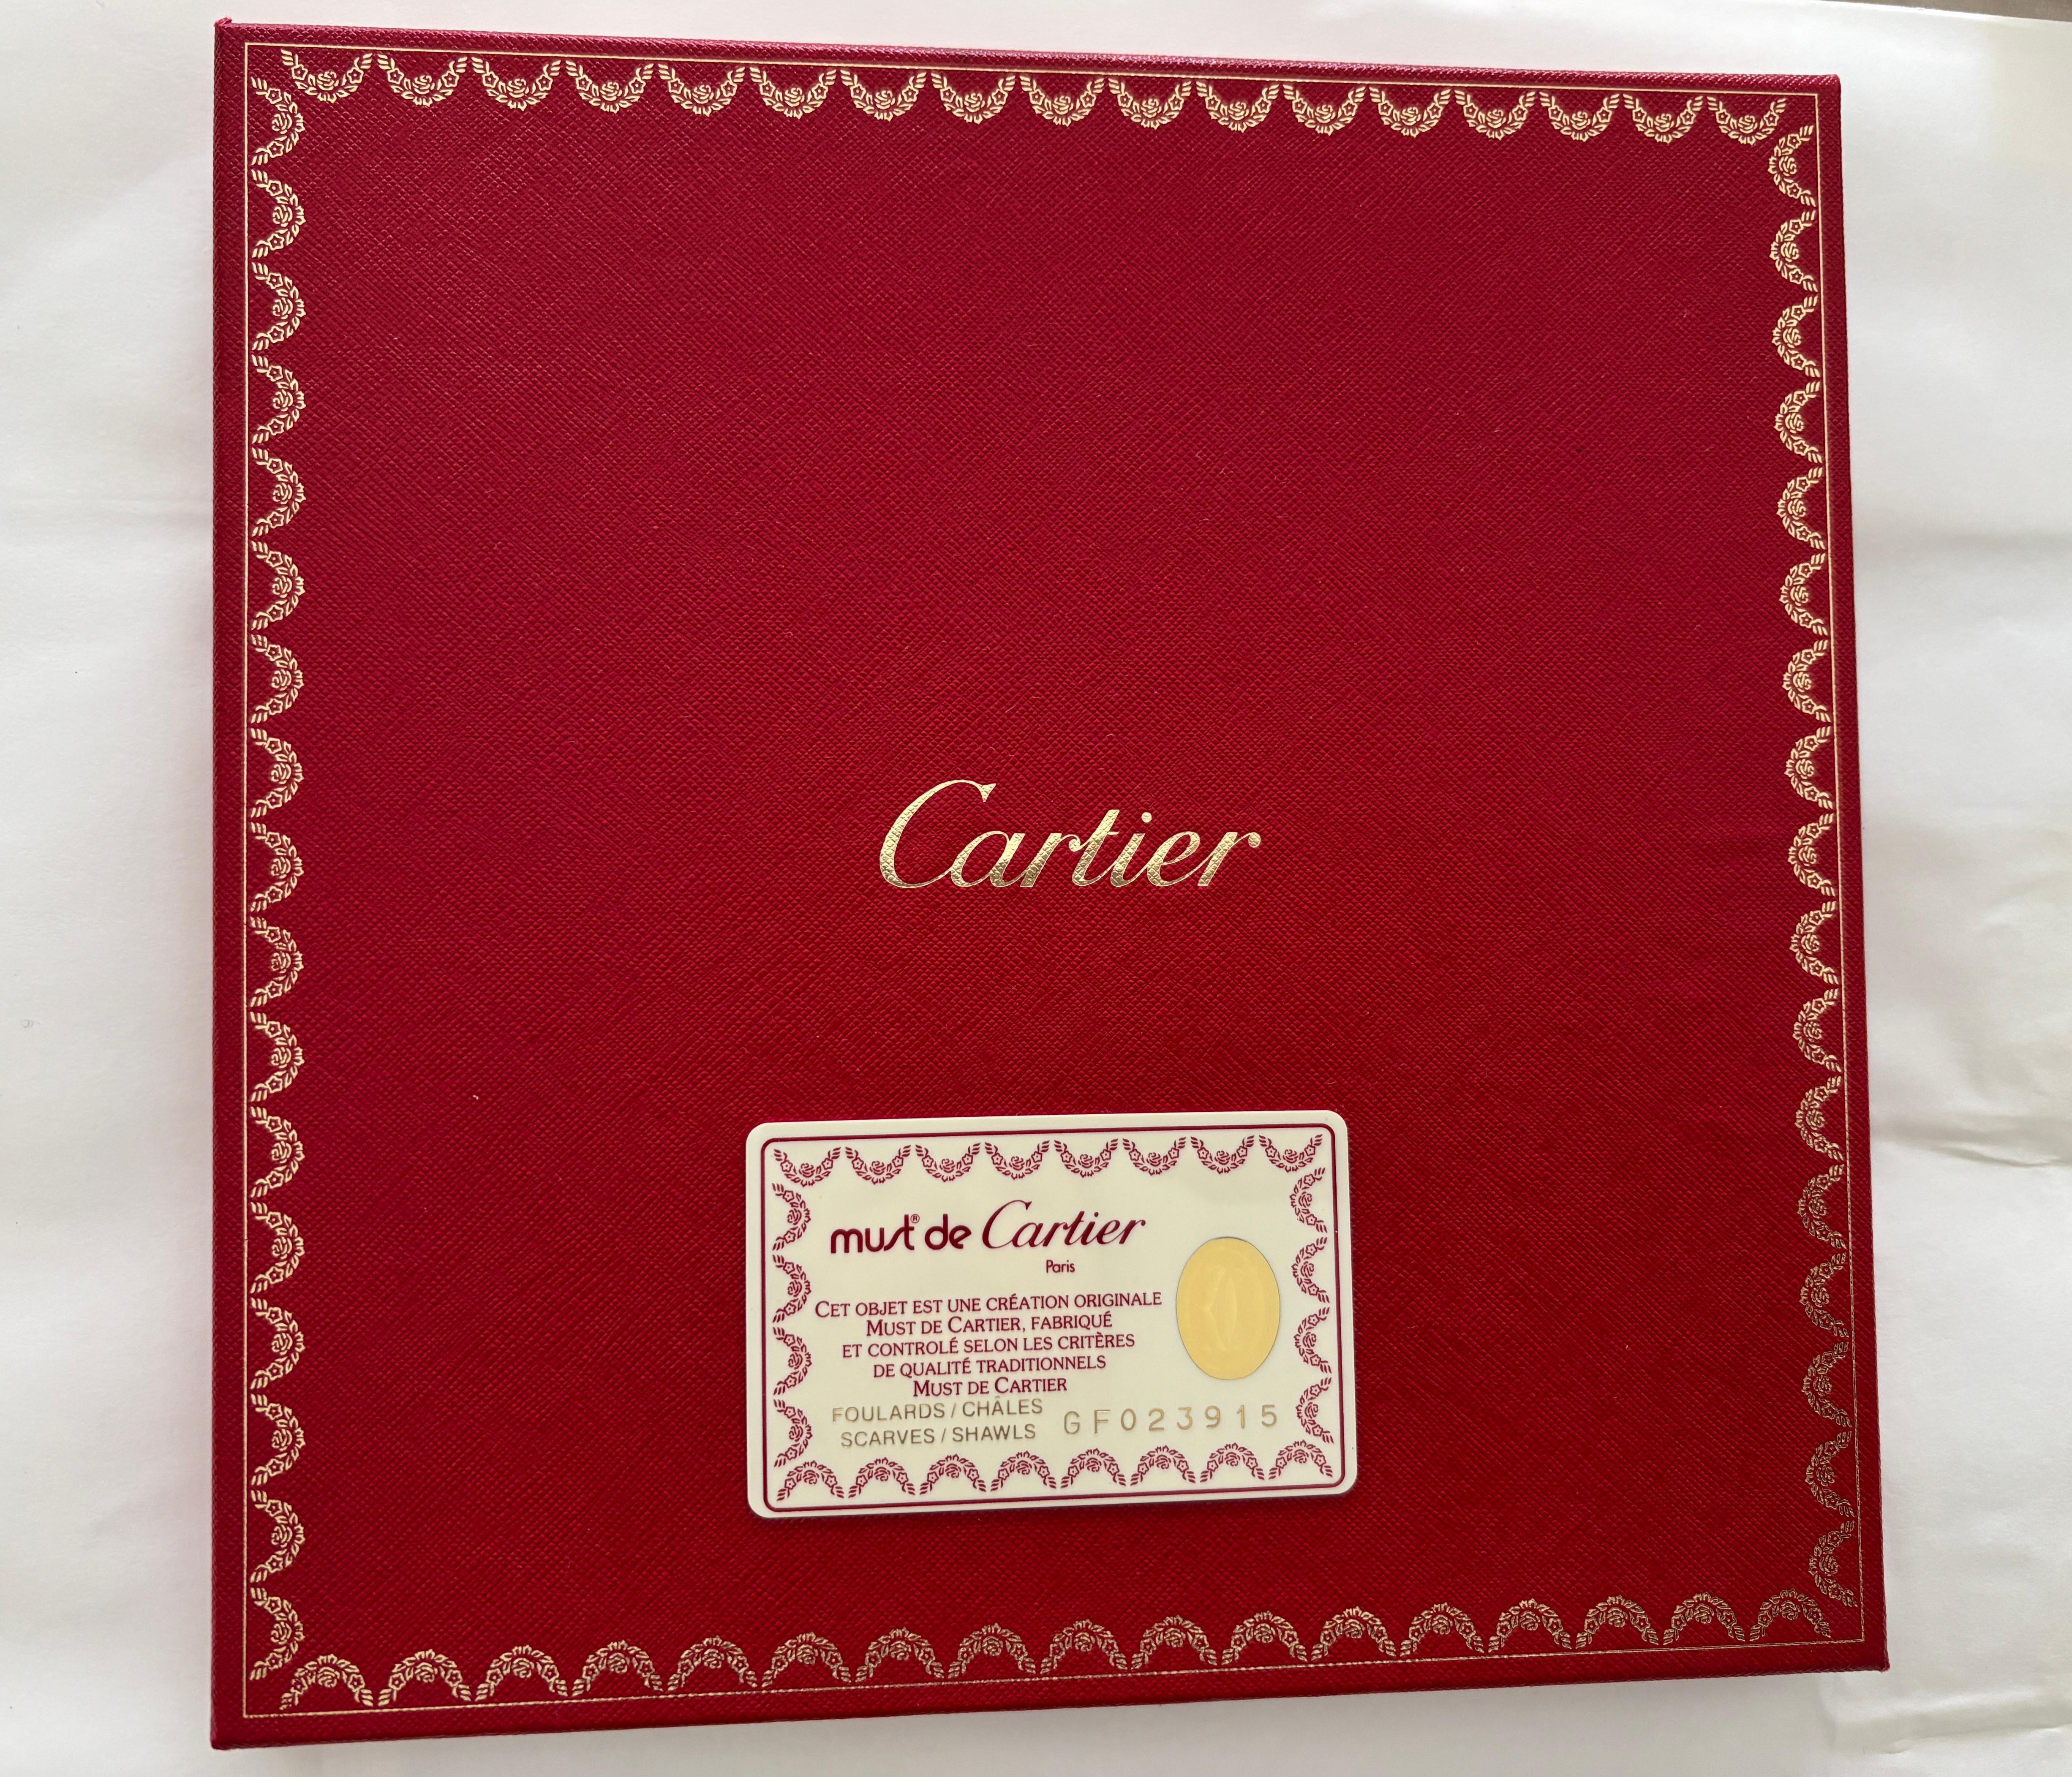 Cartier
must® de Cartier
Paris
CET OBJET EST UNE CRÉATION ORIGINALE
MUST DE CARTIER, FABRIQUÉ
ET CONTROLÉ SELON LES CRITÈRES
DE QUALITÉ TRADITIONNELS
MUST DE CARTIER
FOULARDS / CHÂLES
SCARVES / SHAWLS GF023915